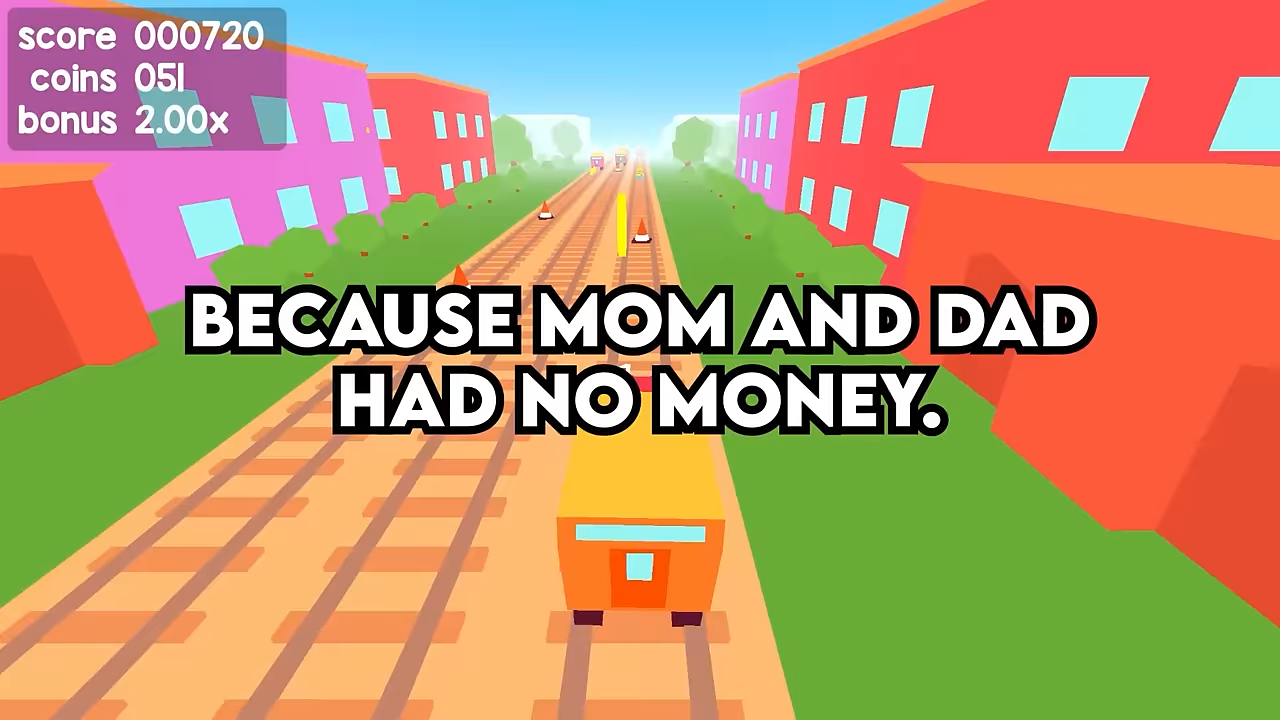 score 000720
coins 051
bonus 2.00x
BECAUSE MOM AND DAD
HAD NO MONEY.